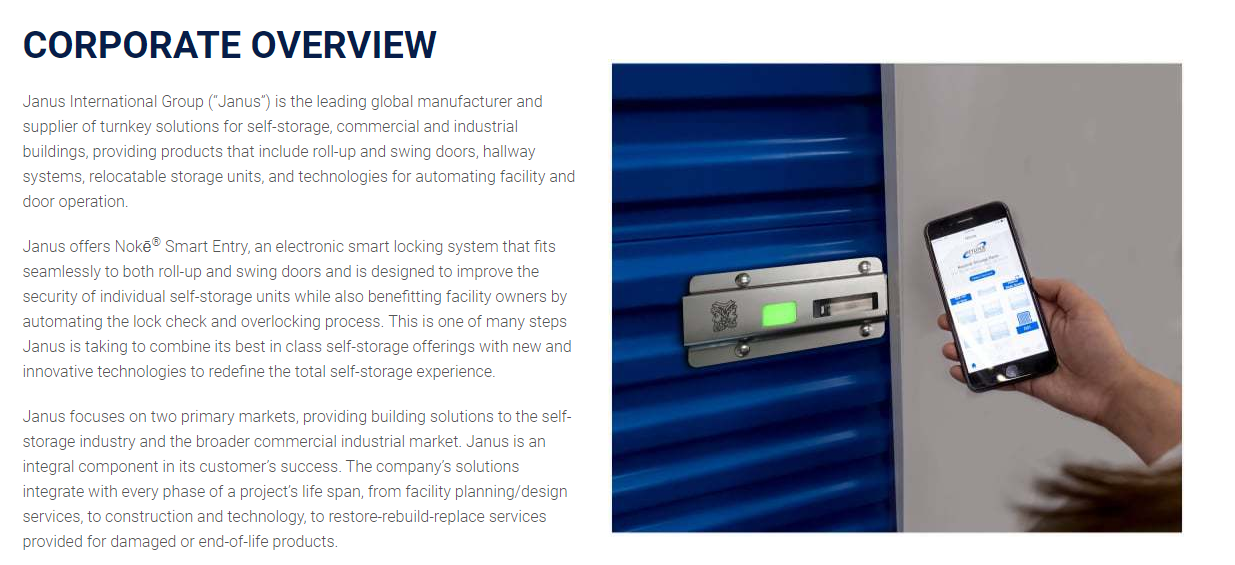 CORPORATE OVERVIEW
Janus International Group (“Janus”) is the leading global manufacturer and
supplier of turnkey solutions for self-storage, commercial and industrial
buildings, providing products that include roll-up and swing doors, hallway
systems, relocatable storage units, and technologies for automating facility and
door operation.
Janus offers Nokē® Smart Entry, an electronic smart locking system that fits
seamlessly to both roll-up and swing doors and is designed to improve the
security of individual self-storage units while also benefitting facility owners by
automating the lock check and overlocking process. This is one of many steps
Janus is taking to combine its best in class self-storage offerings with new and
innovative technologies to redefine the total self-storage experience.
Janus focuses on two primary markets, providing building solutions to the self-
storage industry and the broader commercial industrial market. Janus is an
integral component in its customer’s success. The company’s solutions
integrate with every phase of a project’s life span, from facility planning/design
services, to construction and technology, to restore-rebuild-replace services
provided for damaged or end-of-life products.